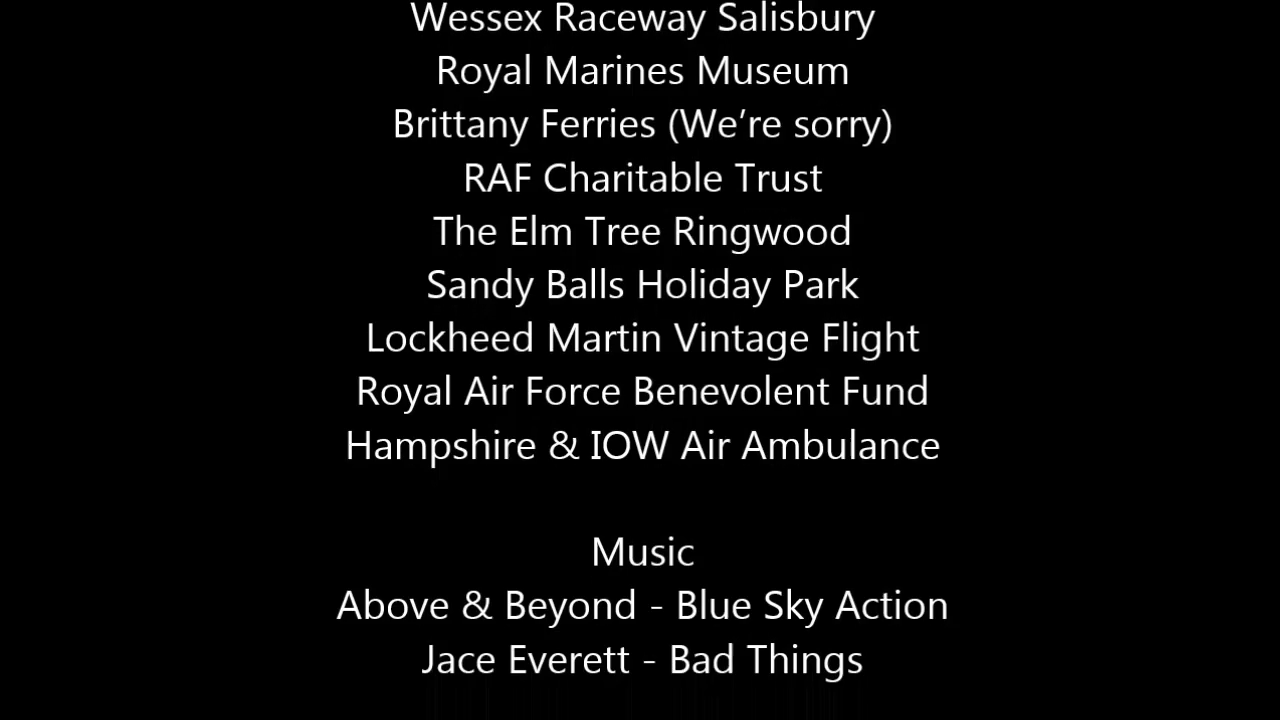 Wessex Raceway Salisbury
Royal Marines Museum
Brittany Ferries (We’re sorry)
RAF Charitable Trust
The Elm Tree Ringwood
Sandy Balls Holiday Park
Lockheed Martin Vintage Flight
Royal Air Force Benevolent Fund
Hampshire & IOW Air Ambulance
Music
Above & Beyond - Blue Sky Action
Jace Everett - Bad Things